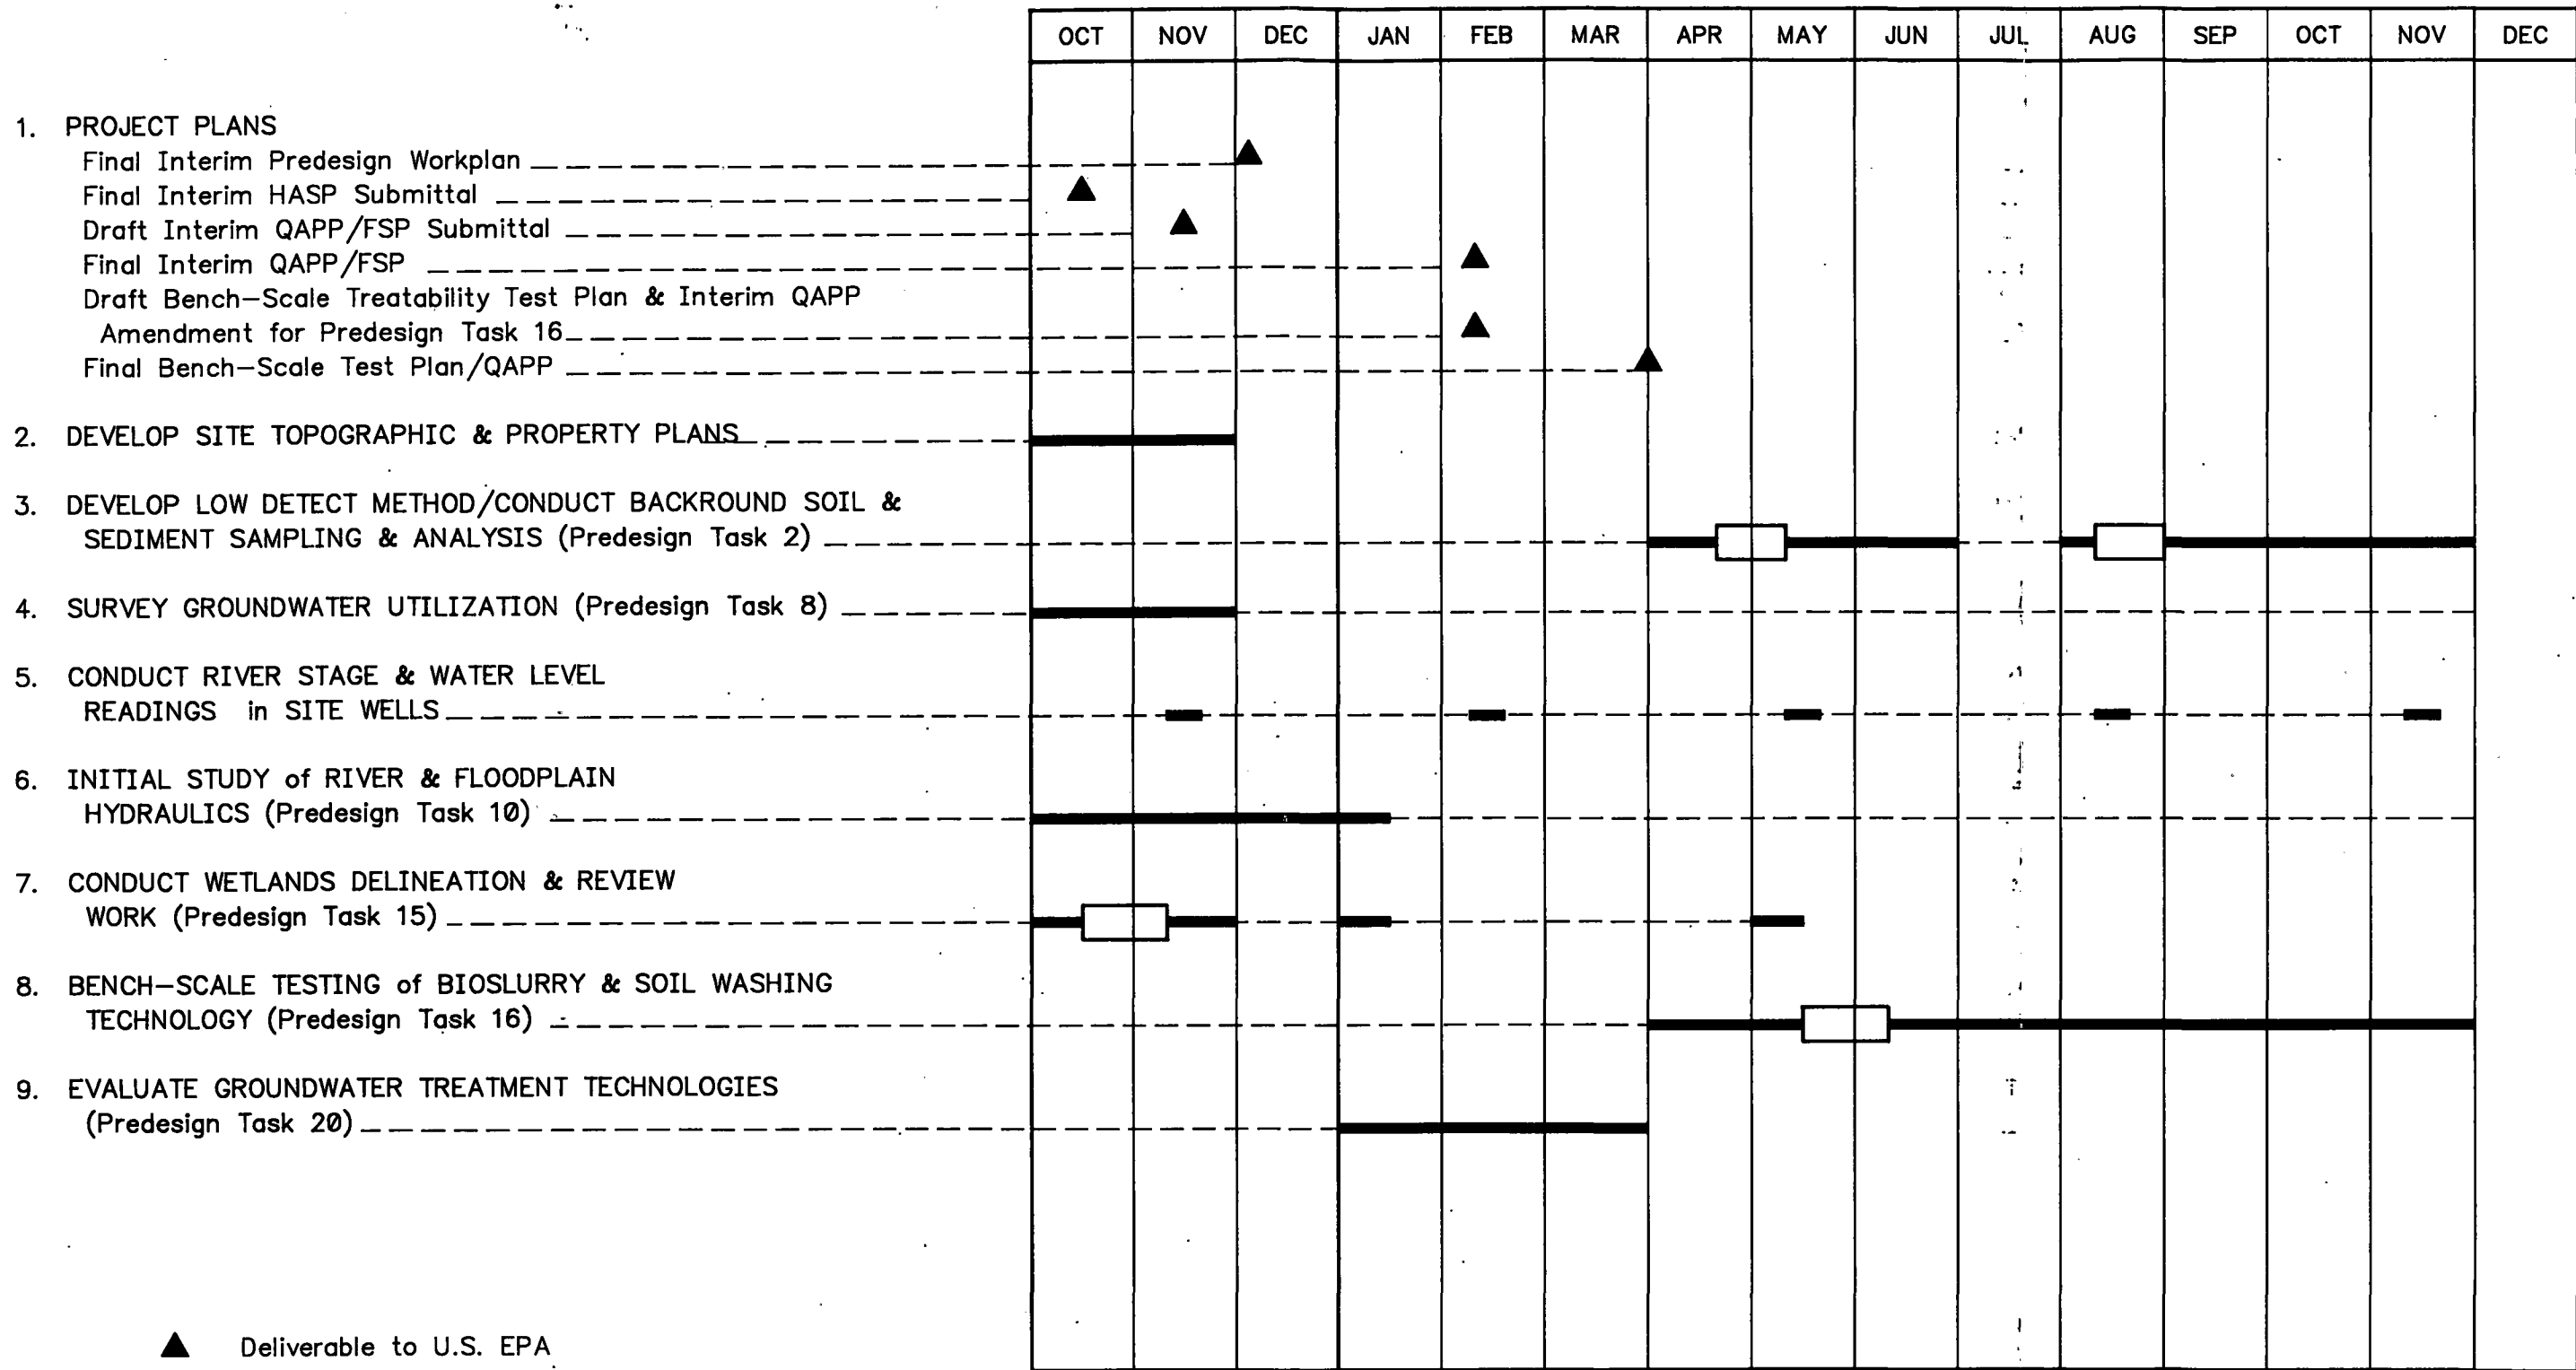 OCT NOV DEC JAN FEB MAR APR MAY JUN JUL AUG SEP OCT NOV DEC
1. PROJECT PLANS
Final Interim Predesign Workplan
Final Interim HASP Submittal
Draft Interim QAPP/FSP Submittal
Final Interim QAPP/FSP
Draft Bench-Scale Treatability Test Plan & Interim QAPP
Amendment for Predesign Task 16
Final Bench-Scale Test Plan/QAPP
2. DEVELOP SITE TOPOGRAPHIC & PROPERTY PLANS
3. DEVELOP LOW DETECT METHOD/CONDUCT BACKROUND SOIL &
SEDIMENT SAMPLING & ANALYSIS (Predesign Task 2)
4. SURVEY GROUNDWATER UTILIZATION (Predesign Task 8)
5. CONDUCT RIVER STAGE & WATER LEVEL
READINGS in SITE WELLS
6. INITIAL STUDY of RIVER & FLOODPLAIN
HYDRAULICS (Predesign Task 10)
7. CONDUCT WETLANDS DELINEATION & REVIEW
WORK (Predesign Task 15)
8. BENCH-SCALE TESTING of BIOSLURRY & SOIL WASHING
TECHNOLOGY (Predesign Task 16)
9. EVALUATE GROUNDWATER TREATMENT TECHNOLOGIES
(Predesign Task 20)
▲ Deliverable to U.S. EPA